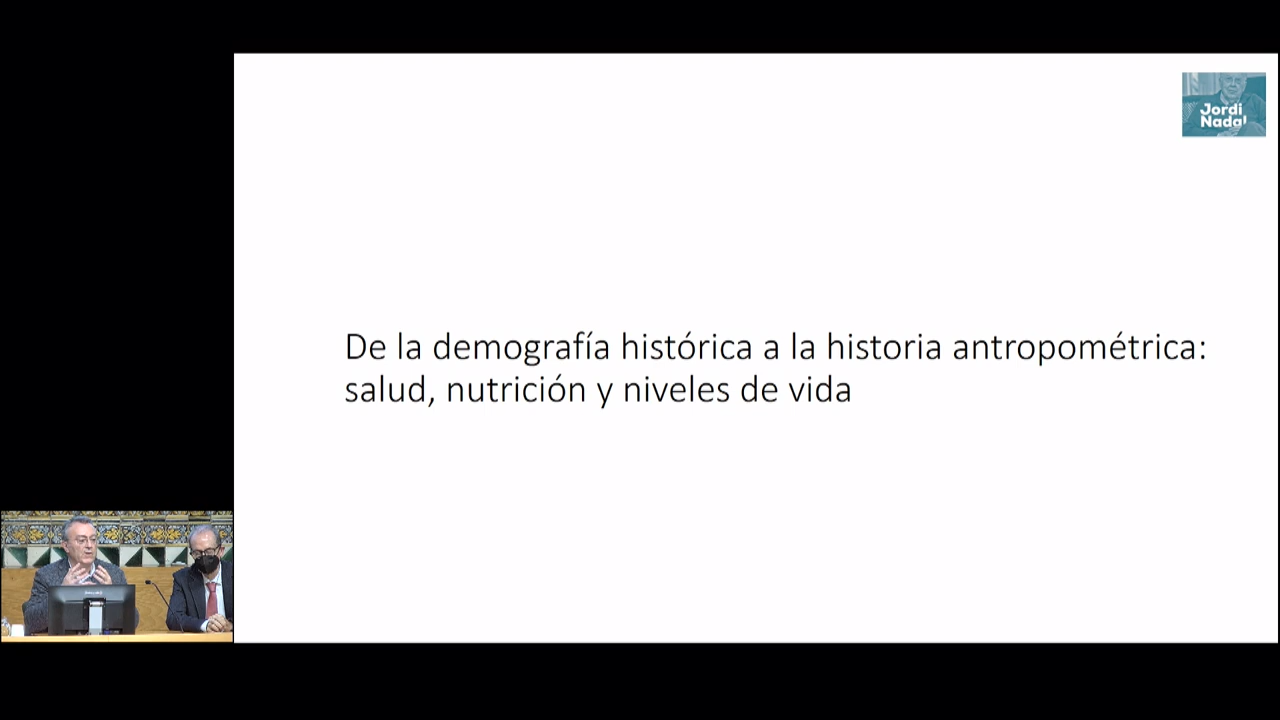 Jordi
Nadal
De la demografía histórica a la historia antropométrica:
salud, nutrición y niveles de vida